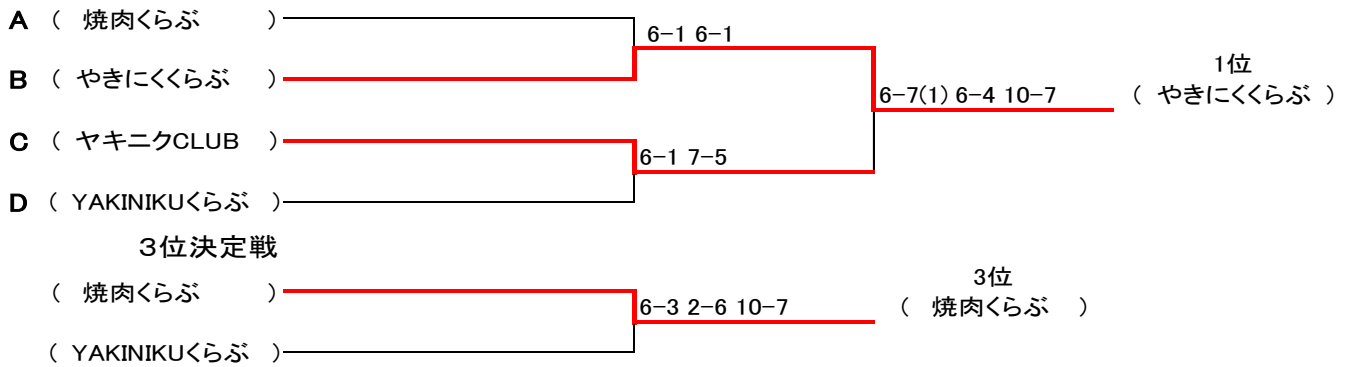 A ( 焼肉くらぶ )
6-1 6-1
1位
B ( やきにくくらぶ )
6-7(1) 6-4 10-7
( やきにくくらぶ )
C ( ヤキニクCLUB )
6-1 7-5
D ( YAKINIKUくらぶ )
3位決定戦
3位
( 焼肉くらぶ )
6-3 2-6 10-7
( 焼肉くらぶ )
( YAKINIKUくらぶ )